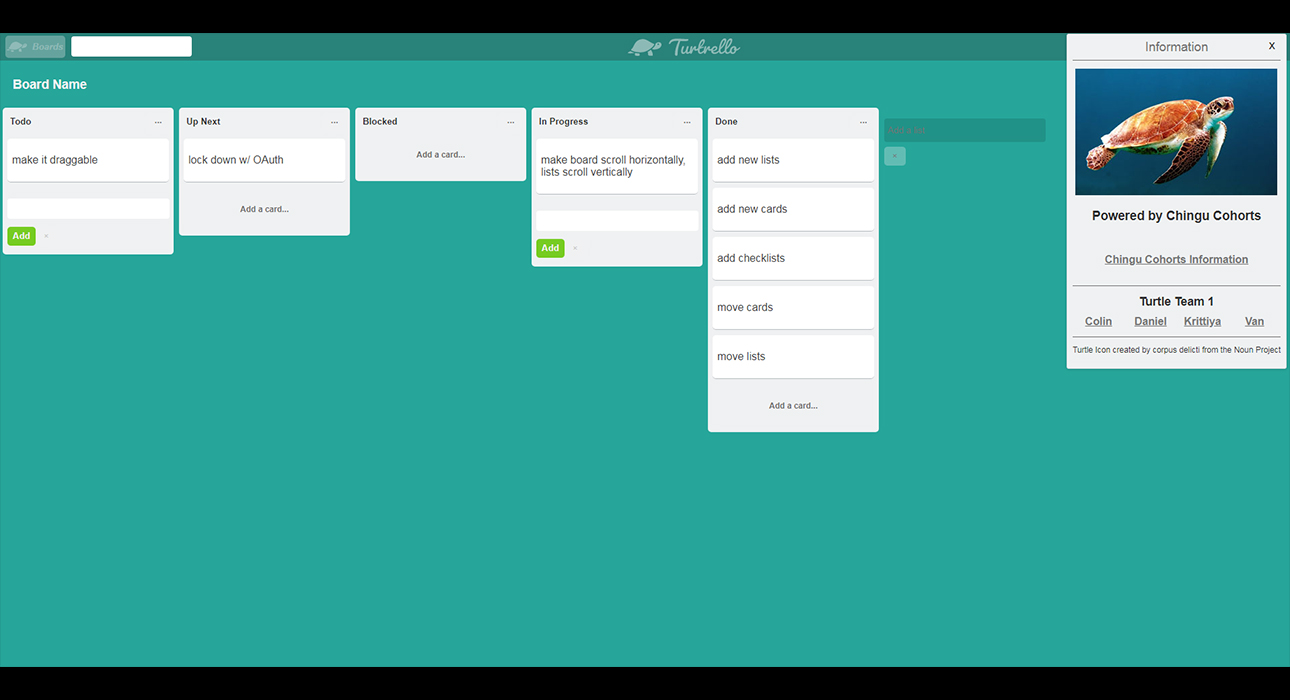 Boards
Turtrello
Board Name
Todo ...
make it draggable
Add ×
Up Next ...
lock down w/ OAuth
Add a card...
Blocked ...
Add a card...
In Progress ...
make board scroll horizontally,
lists scroll vertically
Add ×
Done ...
add new lists
add new cards
add checklists
move cards
move lists
Add a card...
×
Information X
Powered by Chingu Cohorts
Chingu Cohorts Information
Turtle Team 1
Colin Daniel Krittiya Van
Turtle Icon created by corpus delicti from the Noun Project